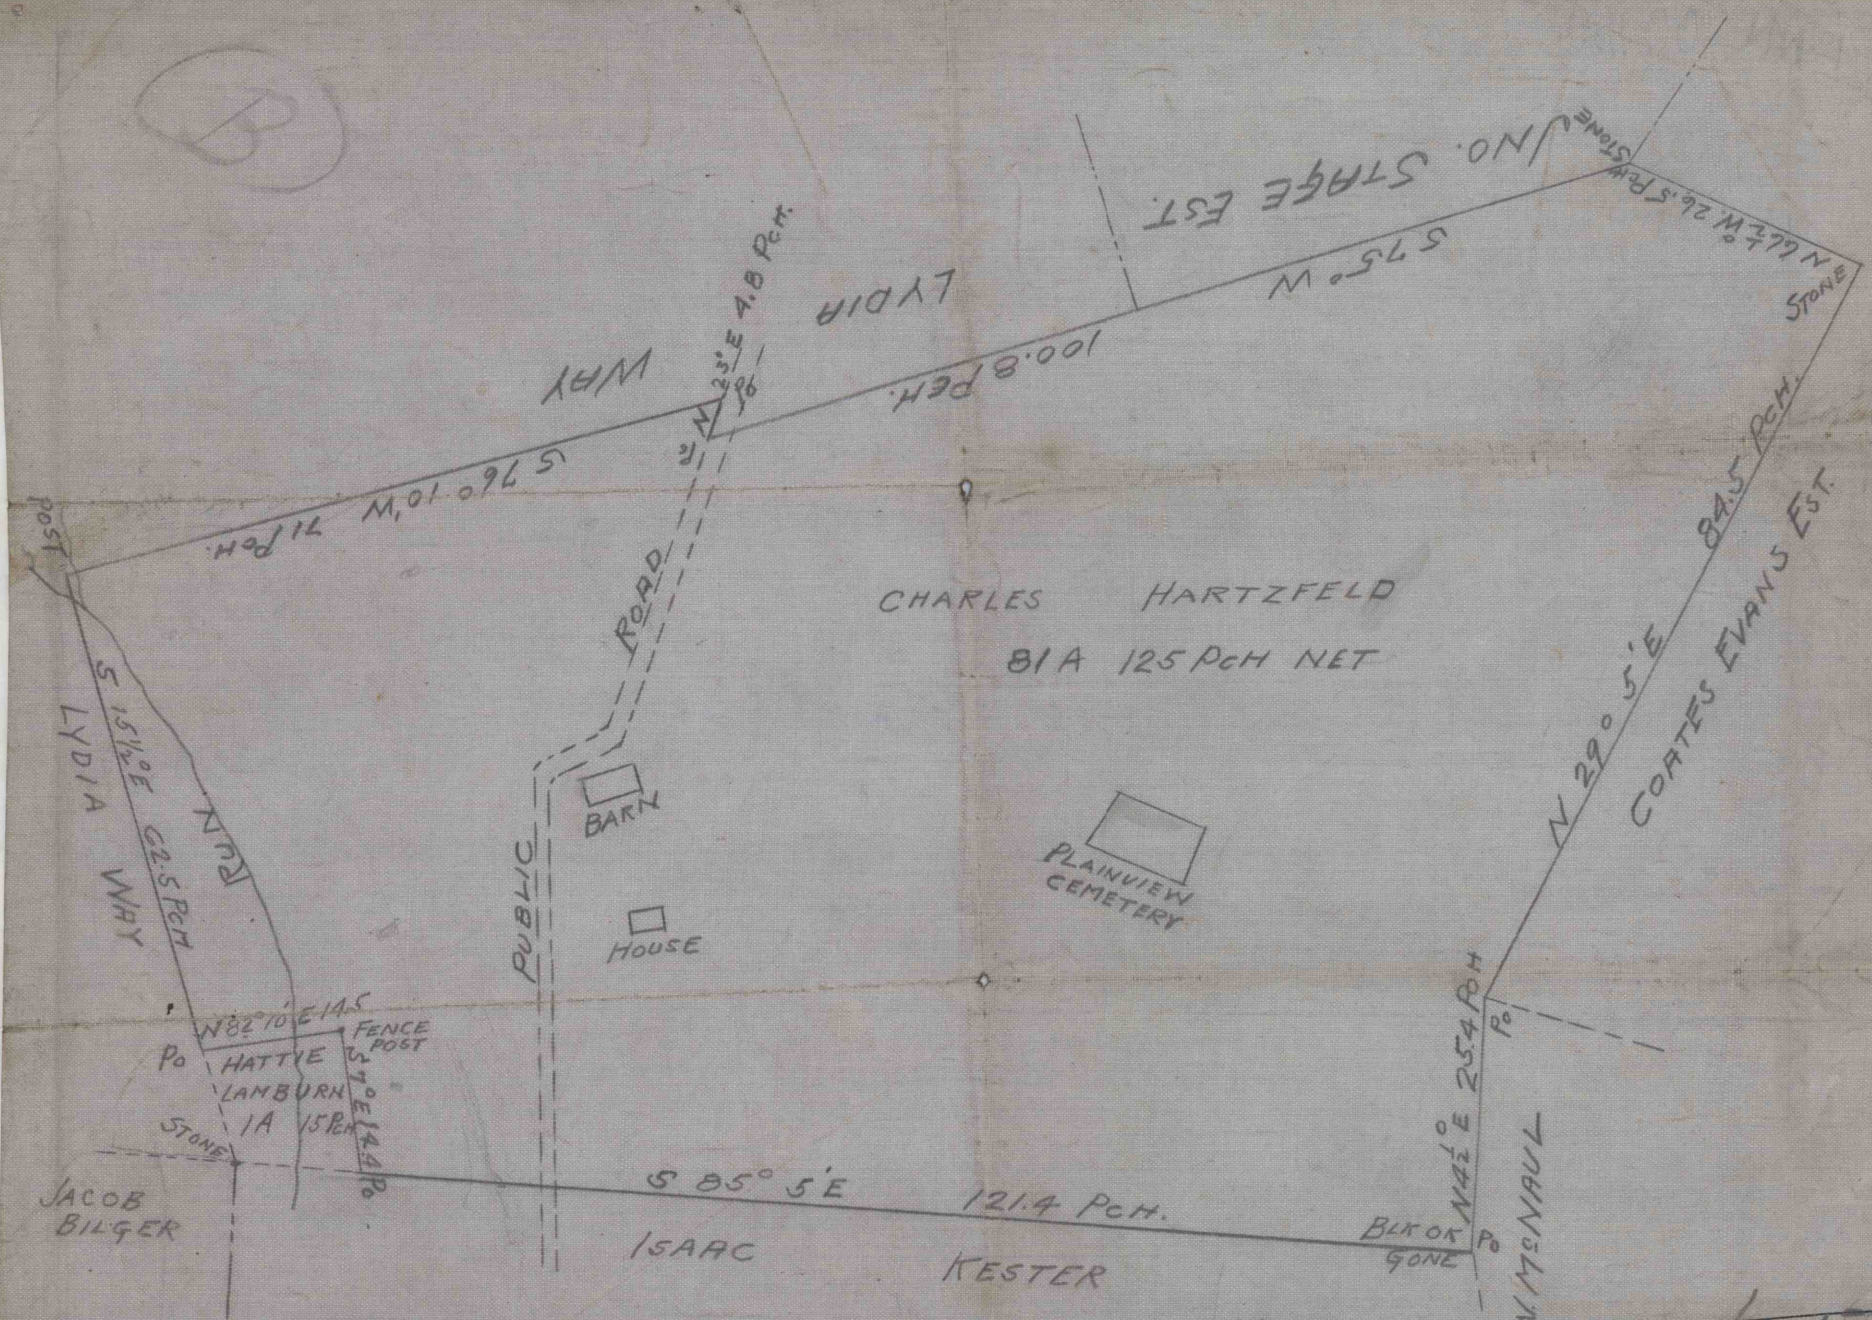 B
JNO. STAGE EST.
STONE
N 66½° W. 26.5 PCH
STONE
S 75° W
100.8 PCH.
LYDIA
WAY
N 23° E 4.8 PCH.
Po
Po
S 76° 10' W
71 PCH.
POST
ROAD
CHARLES HARTZFELD
81 A 125 PCH NET
84.5 PCH.
N 29° 5' E
COATES EVANS EST.
S 15½° E 62.5 PCH
LYDIA
WAY
RUN
BARN
PUBLIC
HOUSE
PLAINVIEW
CEMETERY
N 82° 10' E 14.5
FENCE
POST
Po
HATTIE
LAMBURN
1A 15 PCH
S 7° E 14.4
Po
STONE
JACOB
BILGER
S 85° 5' E
121.4 PCH.
ISAAC
KESTER
BLK OK
GONE
Po
N 4½° E 25.4 PCH
Po
McNAUL